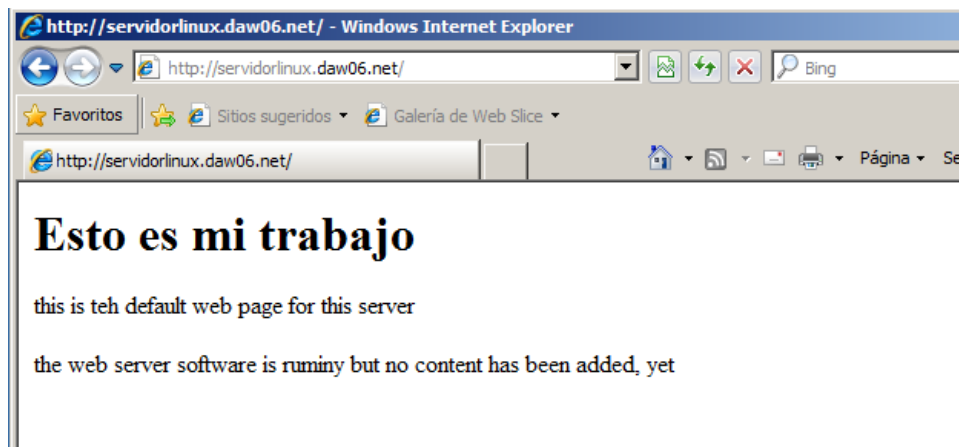 http://servidorlinux.daw06.net/ - Windows Internet Explorer
http://servidorlinux.daw06.net/
Bing
Favoritos
Sitios sugeridos
Galería de Web Slice
http://servidorlinux.daw06.net/
Página
Se
Esto es mi trabajo
this is teh default web page for this server
the web server software is ruminy but no content has been added, yet